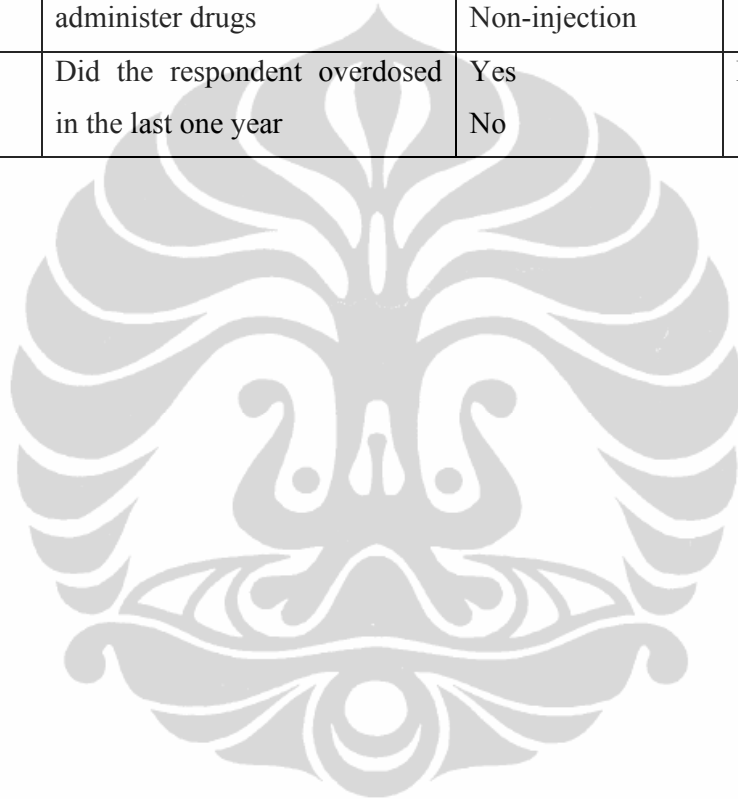 administer drugs Non-injection
Did the respondent overdosed Yes
in the last one year No